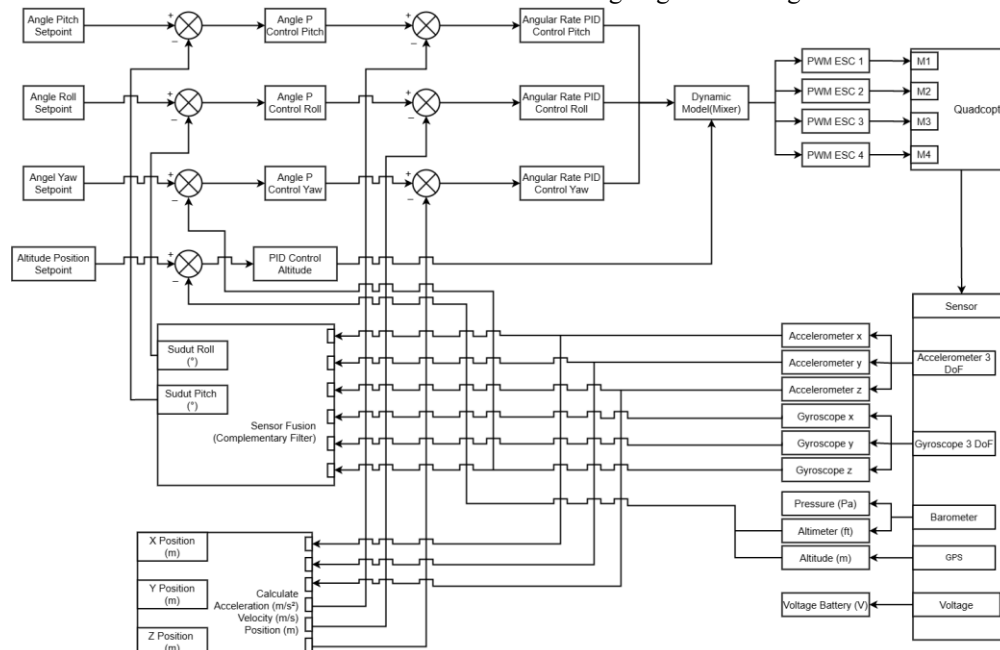 Angle Pitch
Setpoint
+
−
Angle P
Control Pitch
+
−
Angular Rate PID
Control Pitch
Angle Roll
Setpoint
+
−
Angle P
Control Roll
+
−
Angular Rate PID
Control Roll
Angel Yaw
Setpoint
+
−
Angle P
Control Yaw
+
−
Angular Rate PID
Control Yaw
Altitude Position
Setpoint
+
−
PID Control
Altitude
Dynamic
Model(Mixer)
PWM ESC 1
PWM ESC 2
PWM ESC 3
PWM ESC 4
M1
M2
M3
M4
Quadcopt
Sensor
Accelerometer 3
DoF
Gyroscope 3 DoF
Barometer
GPS
Voltage
Accelerometer x
Accelerometer y
Accelerometer z
Gyroscope x
Gyroscope y
Gyroscope z
Pressure (Pa)
Altimeter (ft)
Altitude (m)
Voltage Battery (V)
Sudut Roll
(°)
Sudut Pitch
(°)
Sensor Fusion
(Complementary Filter)
X Position
(m)
Y Position
(m)
Z Position
(m)
Calculate
Acceleration (m/s²)
Velocity (m/s)
Position (m)